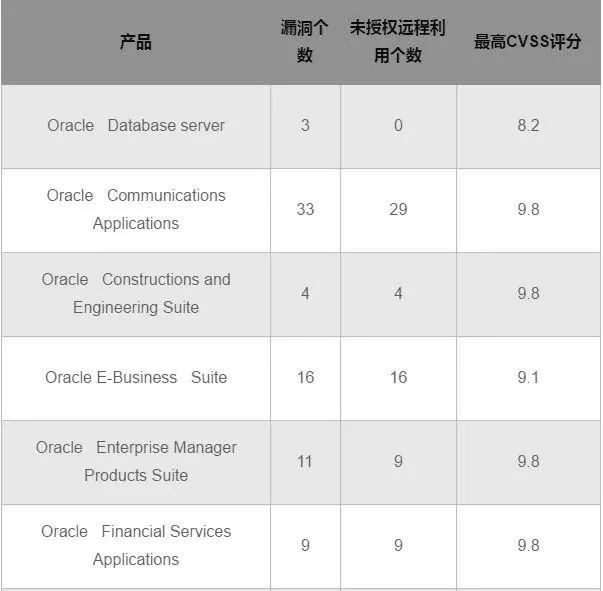 产品
漏洞个
数
未授权远程利
用个数
最高CVSS评分
Oracle Database server
3
0
8.2
Oracle Communications
Applications
33
29
9.8
Oracle Constructions and
Engineering Suite
4
4
9.8
Oracle E-Business Suite
16
16
9.1
Oracle Enterprise Manager
Products Suite
11
9
9.8
Oracle Financial Services
Applications
9
9
9.8